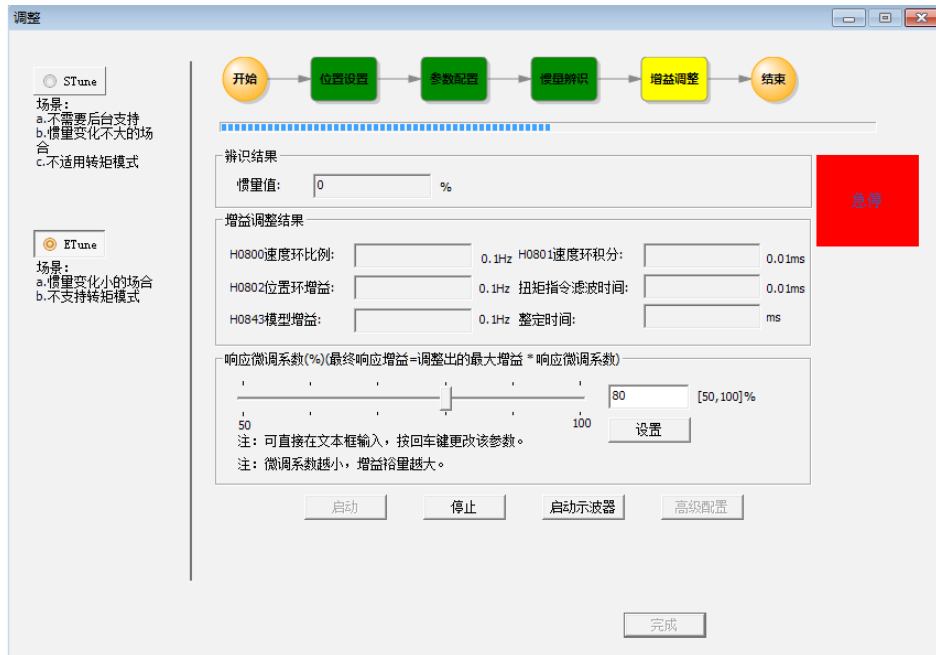 调整
开始
位置设置
参数配置
惯量辨识
增益调整
结束
STune
场景:
a.不需要后台支持
b.惯量变化不大的场
合
c.不适用转矩模式
ETune
场景:
a.惯量变化小的场合
b.不支持转矩模式
辨识结果
惯量值: 0 %
急停
增益调整结果
H0800速度环比例: 0.1Hz H0801速度环积分: 0.01ms
H0802位置环增益: 0.1Hz 扭矩指令滤波时间: 0.01ms
H0843模型增益: 0.1Hz 整定时间: ms
响应微调系数(%)(最终响应增益=调整出的最大增益 * 响应微调系数)
80 [50,100]%
50 100
设置
注: 可直接在文本框输入, 按回车键更改该参数。
注: 微调系数越小, 增益裕量越大。
启动 停止 启动示波器 高级配置
完成